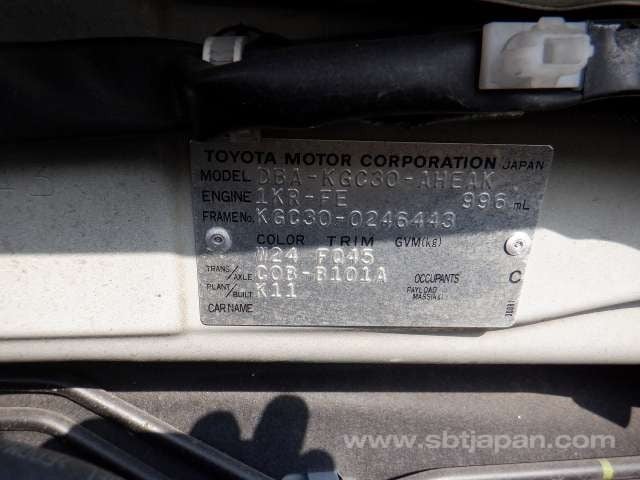 TOYOTA MOTOR CORPORATION JAPAN
MODEL DBA-KGC30-AHEAK
ENGINE 1KR-FE 996 mL
FRAME No. KGC30-0246443
COLOR TRIM GVM(kg)
W24 FQ45
TRANS./AXLE C0B-B101A OCCUPANTS C
PLANT/BUILT K11 PAYLOAD MASS(kg)
CAR NAME
www.sbtjapan.com